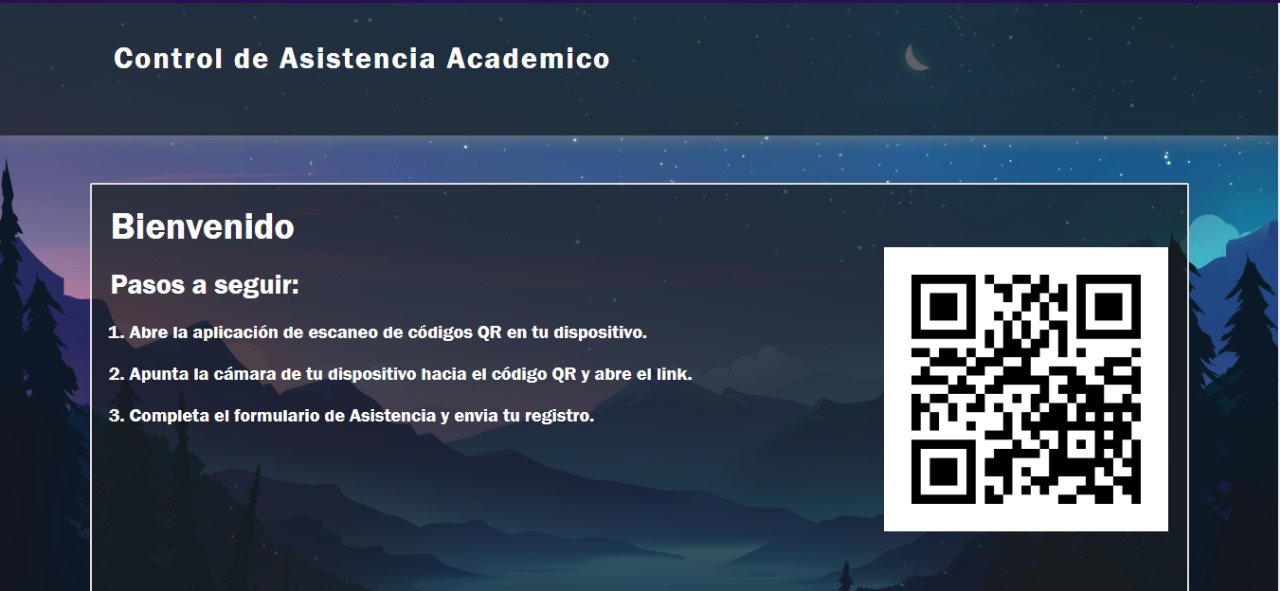 Control de Asistencia Academico
Bienvenido
Pasos a seguir:
1. Abre la aplicación de escaneo de códigos QR en tu dispositivo.
2. Apunta la cámara de tu dispositivo hacia el código QR y abre el link.
3. Completa el formulario de Asistencia y envia tu registro.